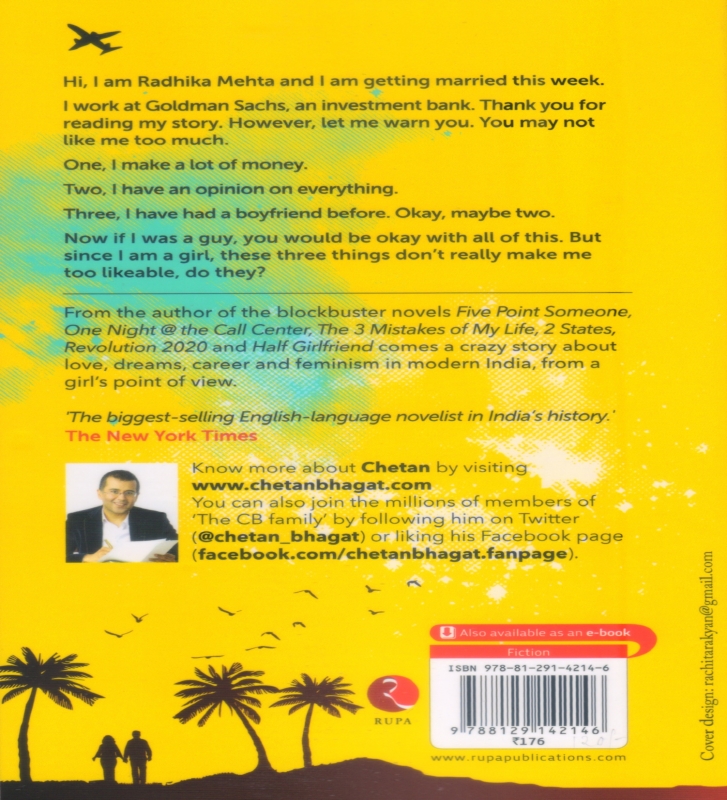 Hi, I am Radhika Mehta and I am getting married this week.
I work at Goldman Sachs, an investment bank. Thank you for
reading my story. However, let me warn you. You may not
like me too much.
One, I make a lot of money.
Two, I have an opinion on everything.
Three, I have had a boyfriend before. Okay, maybe two.
Now if I was a guy, you would be okay with all of this. But
since I am a girl, these three things don't really make me
too likeable, do they?
From the author of the blockbuster novels Five Point Someone,
One Night @ the Call Center, The 3 Mistakes of My Life, 2 States,
Revolution 2020 and Half Girlfriend comes a crazy story about
love, dreams, career and feminism in modern India, from a
girl's point of view.
'The biggest-selling English-language novelist in India's history.'
The New York Times
Know more about Chetan by visiting
www.chetanbhagat.com
You can also join the millions of members of
'The CB family' by following him on Twitter
(@chetan_bhagat) or liking his Facebook page
(facebook.com/chetanbhagat.fanpage).
Also available as an e-book
Fiction
ISBN 978-81-291-4214-6
9 788129 142146
₹176
www.rupapublications.com
RUPA
Cover design: rachitarakyan@gmail.com